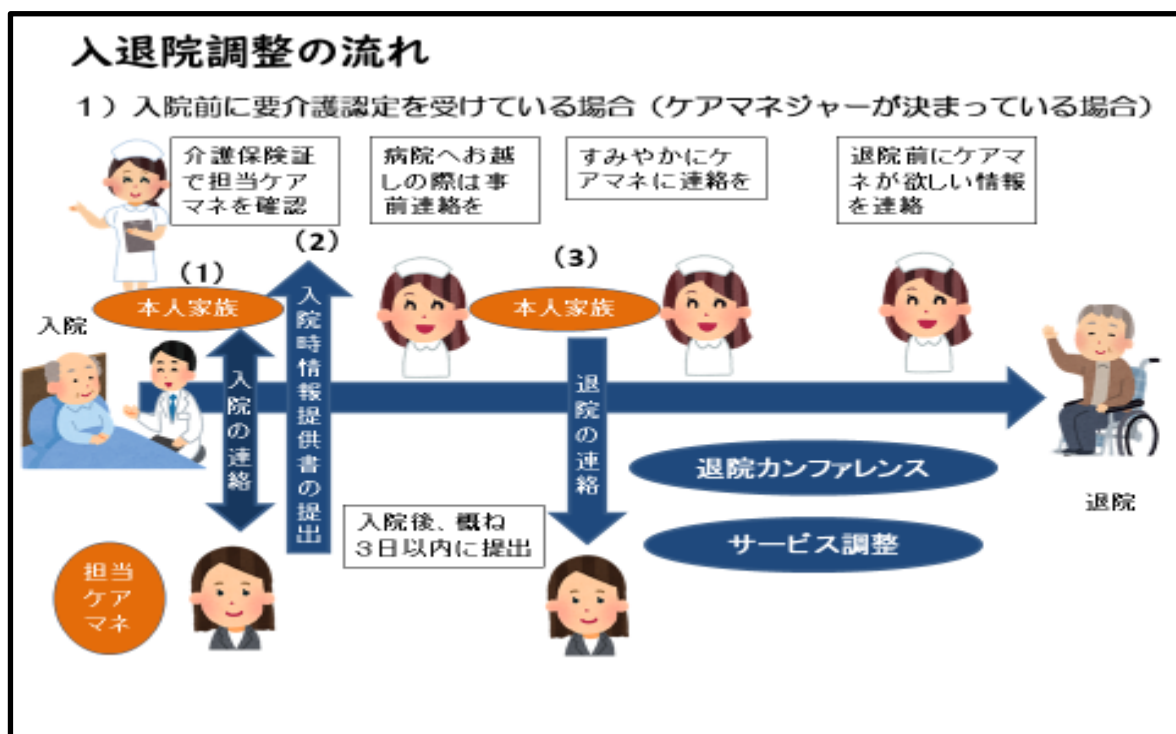 入退院調整の流れ
1）入院前に要介護認定を受けている場合（ケアマネジャーが決まっている場合）
介護保険証
で担当ケア
マネを確認
病院へお越
しの際は事
前連絡を
すみやかにケ
アマネに連絡を
退院前にケアマ
ネが欲しい情報
を連絡
（1）
（2）
（3）
本人家族
本人家族
入院
入院の連絡
入院時情報提供書の提出
退院の連絡
退院カンファレンス
サービス調整
退院
入院後、概ね
3日以内に提出
担当
ケア
マネ